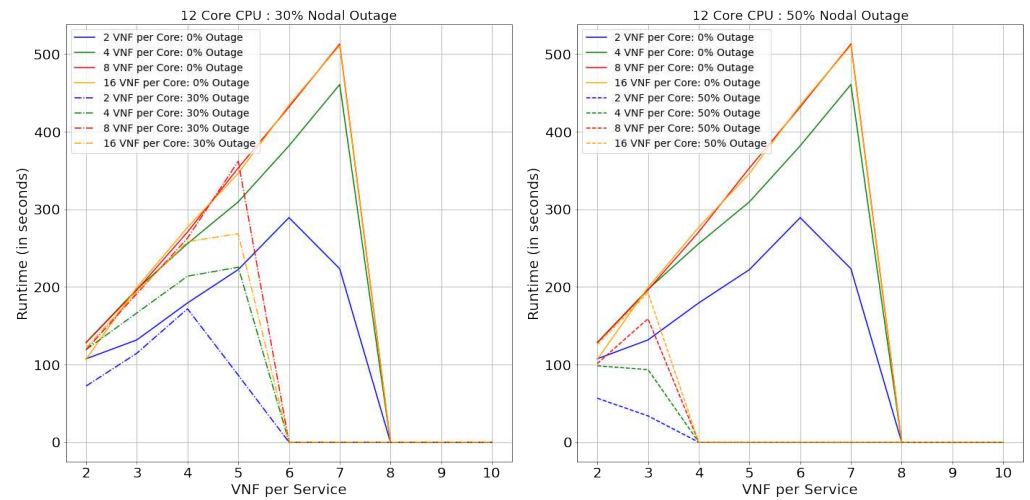 12 Core CPU : 30% Nodal Outage
2 VNF per Core: 0% Outage
4 VNF per Core: 0% Outage
8 VNF per Core: 0% Outage
16 VNF per Core: 0% Outage
2 VNF per Core: 30% Outage
4 VNF per Core: 30% Outage
8 VNF per Core: 30% Outage
16 VNF per Core: 30% Outage
500
400
300
200
100
0
Runtime (in seconds)
2 3 4 5 6 7 8 9 10
VNF per Service
12 Core CPU : 50% Nodal Outage
2 VNF per Core: 0% Outage
4 VNF per Core: 0% Outage
8 VNF per Core: 0% Outage
16 VNF per Core: 0% Outage
2 VNF per Core: 50% Outage
4 VNF per Core: 50% Outage
8 VNF per Core: 50% Outage
16 VNF per Core: 50% Outage
500
400
300
200
100
0
Runtime (in seconds)
2 3 4 5 6 7 8 9 10
VNF per Service